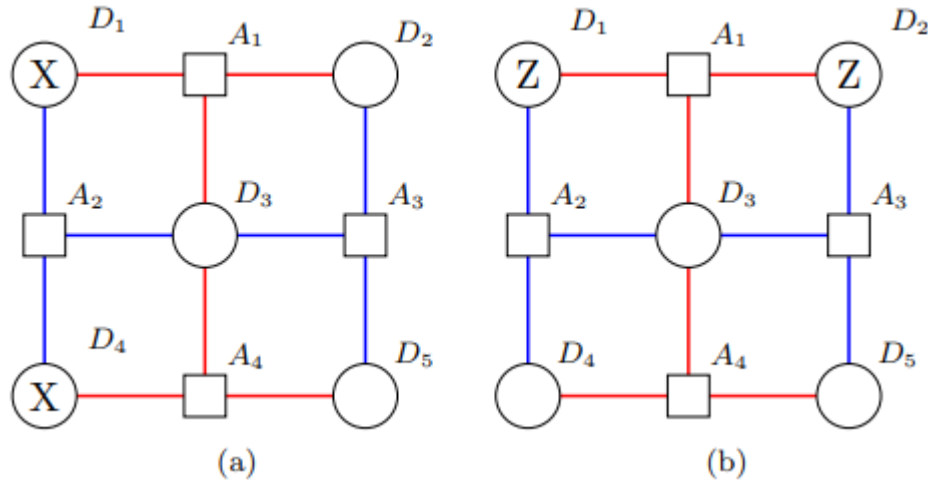 D₁ A₁ D₂ D₁ A₁ D₂
X Z Z
A₂ D₃ A₃ A₂ D₃ A₃
D₄ A₄ D₅ D₄ A₄ D₅
X
(a) (b)